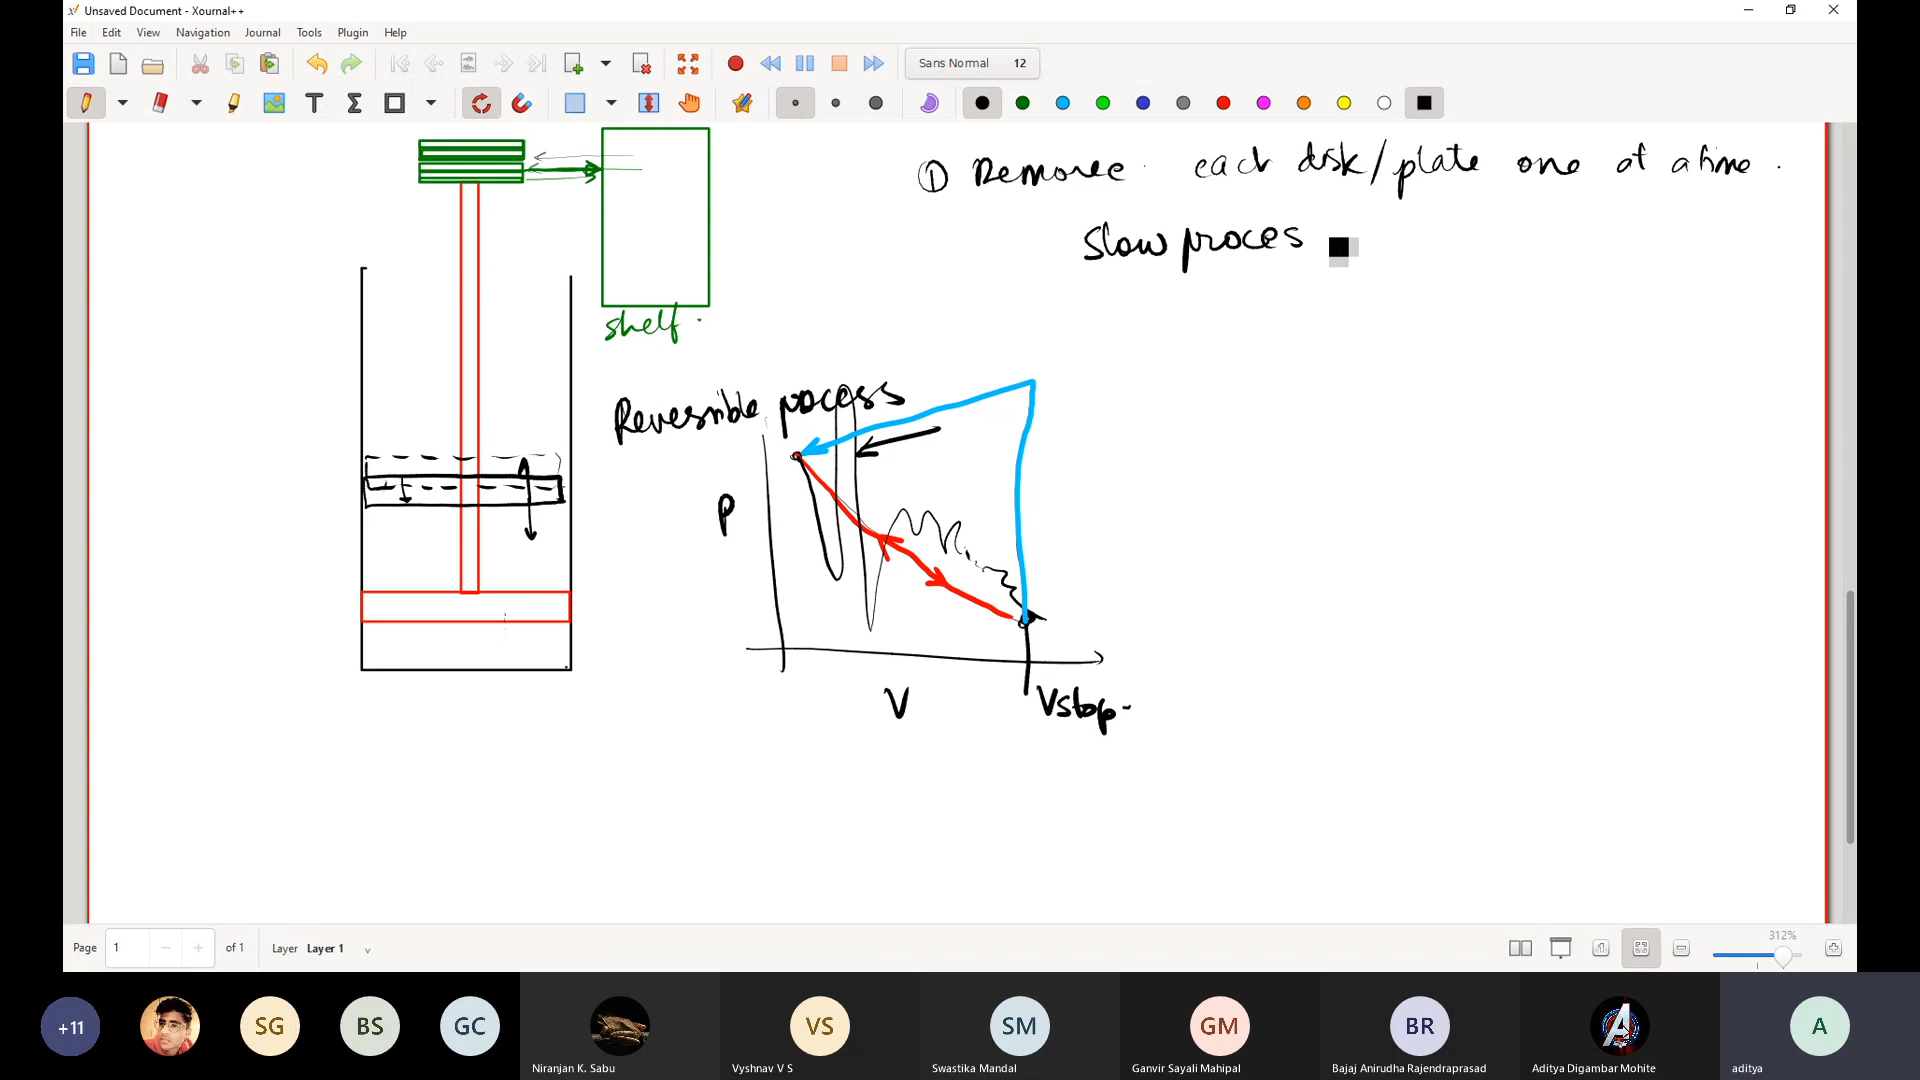 Unsaved Document - Xournal++
File Edit View Navigation Journal Tools Plugin Help
Sans Normal 12
① Remove each disk/plate one at a time .
Slow proces
shelf .
Reversible process
P
V
Vstop -
Page 1 of 1 Layer Layer 1
312%
+11 SG BS GC VS SM GM BR A
Niranjan K. Sabu Vyshnav V S Swastika Mandal Ganvir Sayali Mahipal Bajaj Anirudha Rajendraprasad Aditya Digambar Mohite aditya